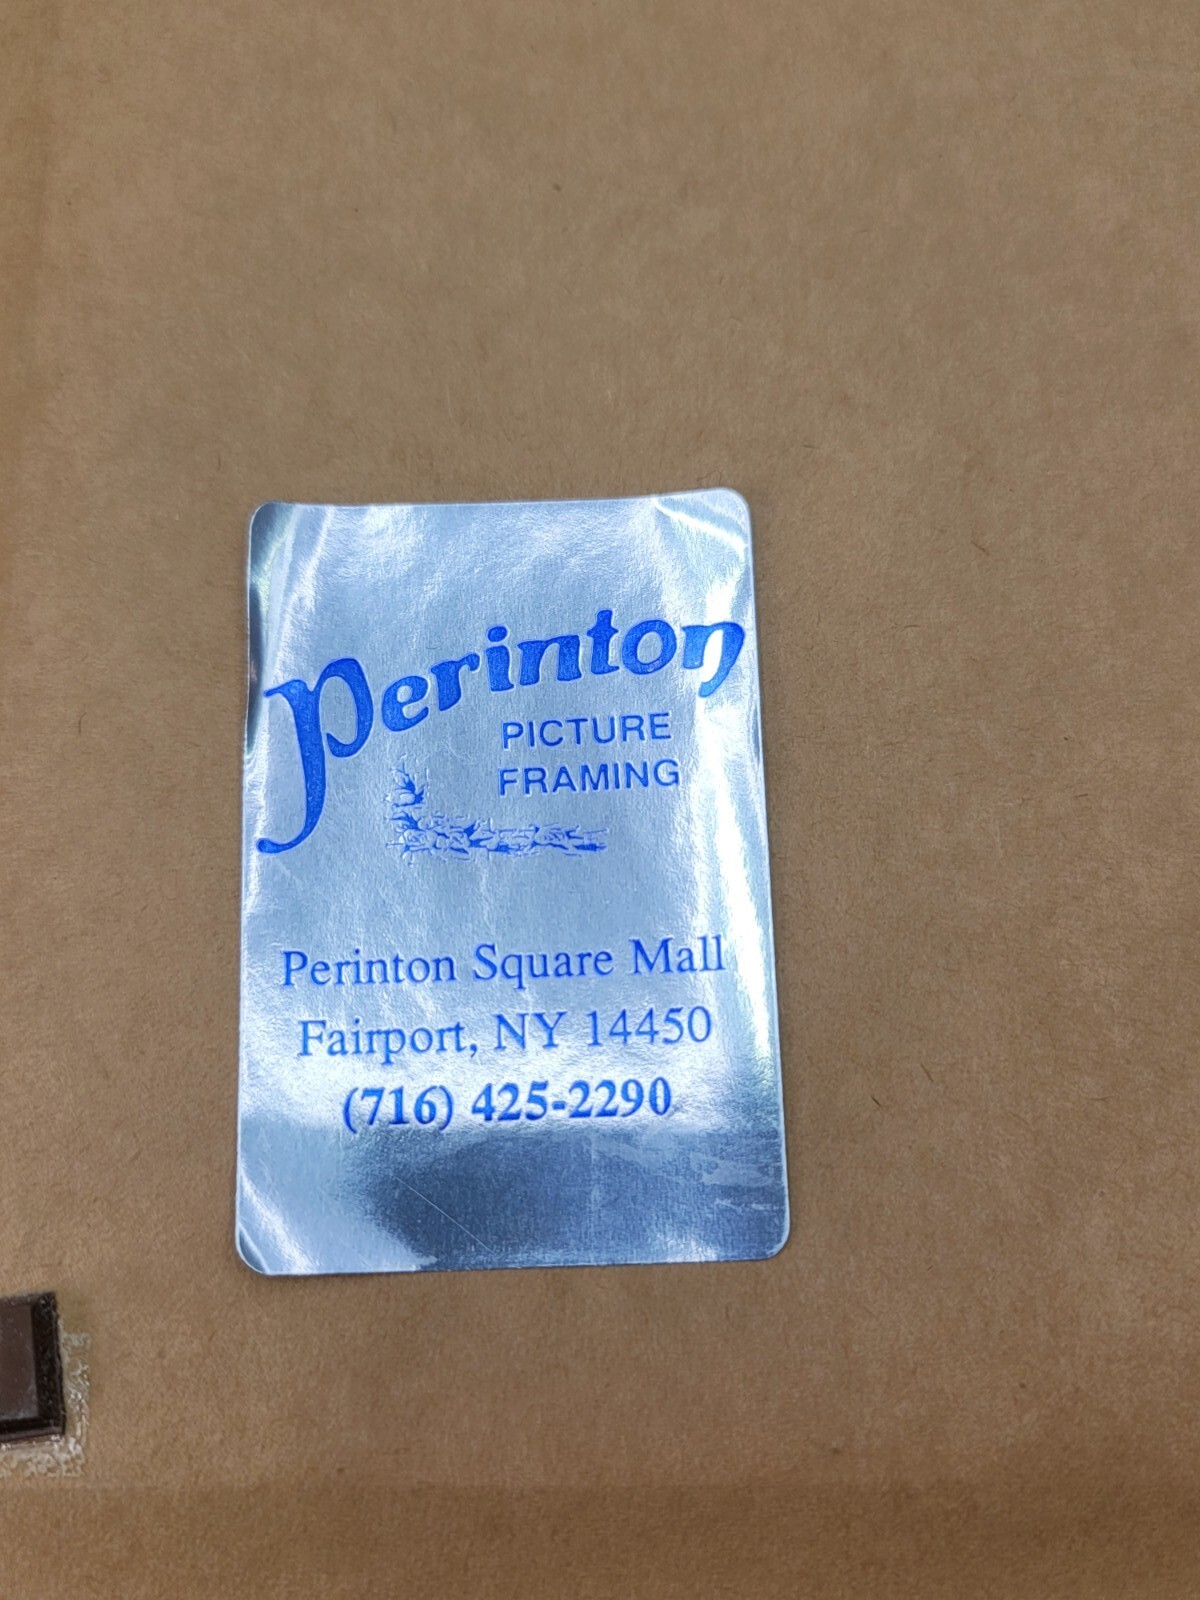 Perinton
PICTURE
FRAMING
Perinton Square Mall
Fairport, NY 14450
(716) 425-2290